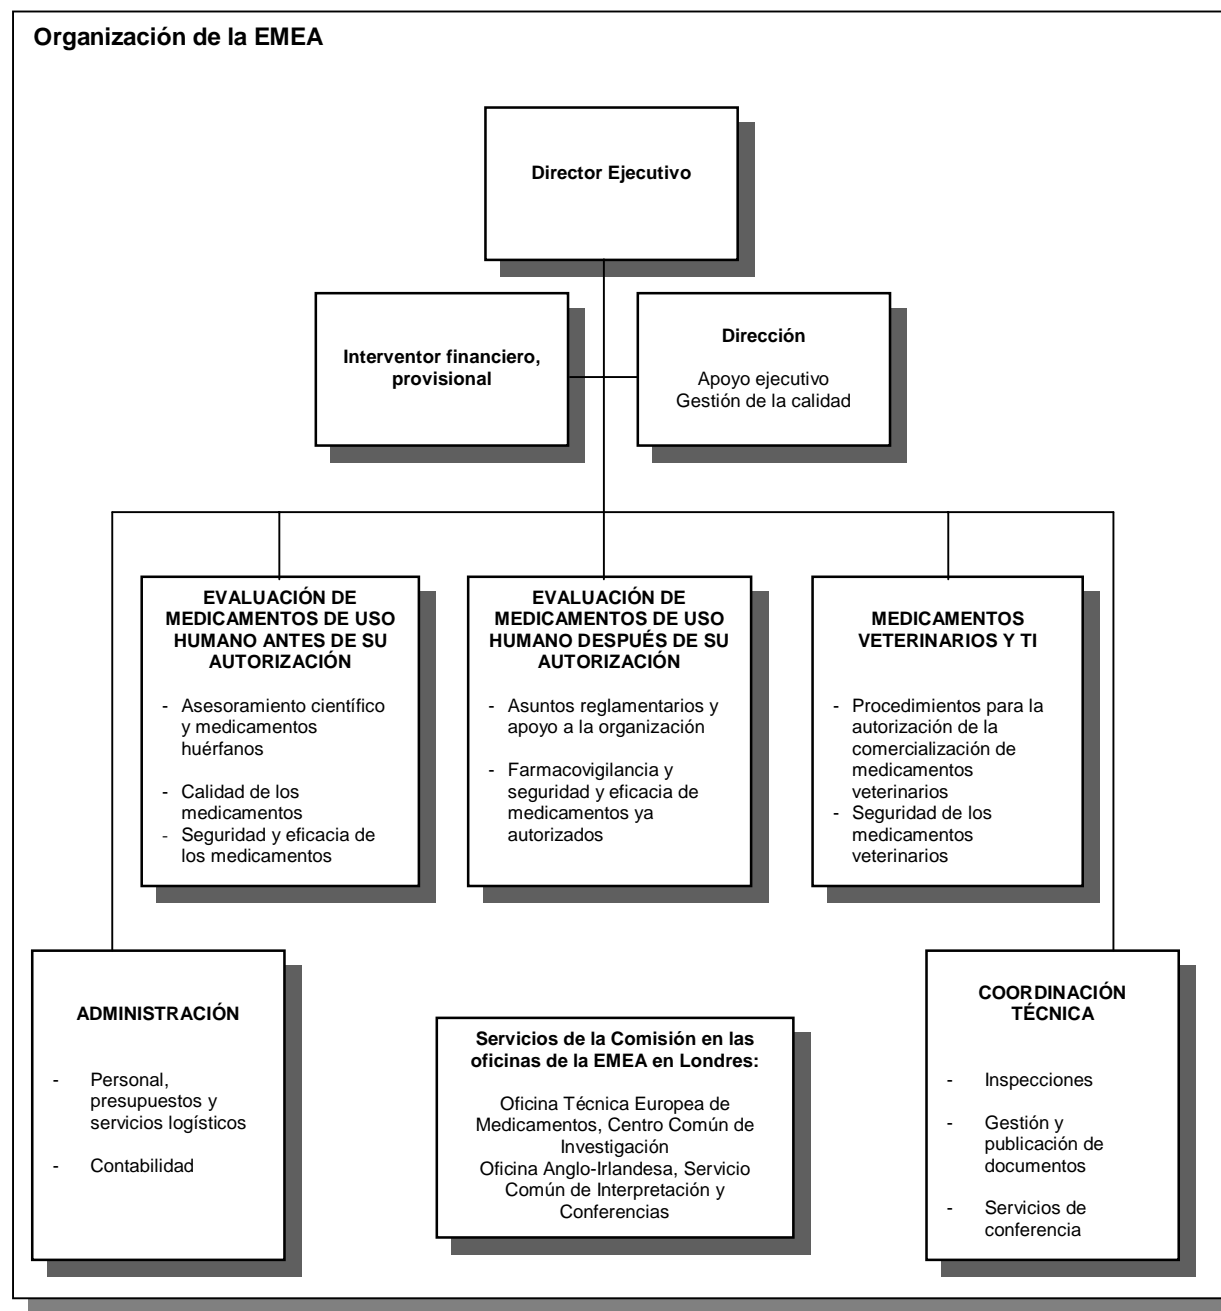 Organización de la EMEA
Director Ejecutivo
Interventor financiero,
provisional
Dirección
Apoyo ejecutivo
Gestión de la calidad
EVALUACIÓN DE
MEDICAMENTOS DE USO
HUMANO ANTES DE SU
AUTORIZACIÓN
- Asesoramiento científico
y medicamentos
huérfanos
- Calidad de los
medicamentos
- Seguridad y eficacia de
los medicamentos
EVALUACIÓN DE
MEDICAMENTOS DE USO
HUMANO DESPUÉS DE SU
AUTORIZACIÓN
- Asuntos reglamentarios y
apoyo a la organización
- Farmacovigilancia y
seguridad y eficacia de
medicamentos ya
autorizados
MEDICAMENTOS
VETERINARIOS Y TI
- Procedimientos para la
autorización de la
comercialización de
medicamentos
veterinarios
- Seguridad de los
medicamentos
veterinarios
ADMINISTRACIÓN
- Personal,
presupuestos y
servicios logísticos
- Contabilidad
Servicios de la Comisión en las
oficinas de la EMEA en Londres:
Oficina Técnica Europea de
Medicamentos, Centro Común de
Investigación
Oficina Anglo-Irlandesa, Servicio
Común de Interpretación y
Conferencias
COORDINACIÓN
TÉCNICA
- Inspecciones
- Gestión y
publicación de
documentos
- Servicios de
conferencia